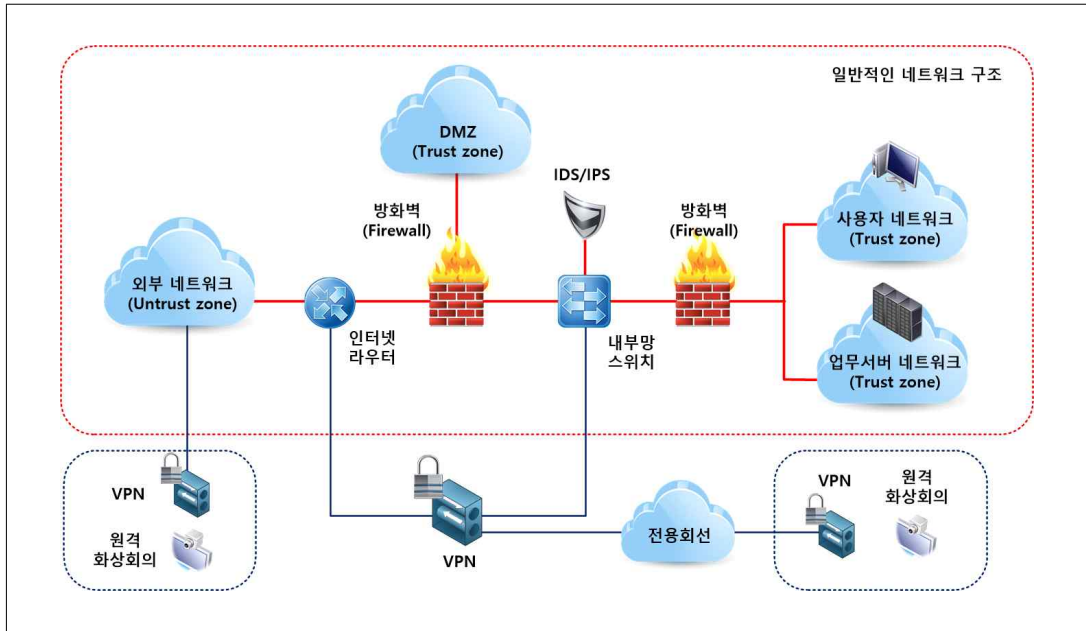 일반적인 네트워크 구조
DMZ
(Trust zone)
IDS/IPS
방화벽
(Firewall)
방화벽
(Firewall)
사용자 네트워크
(Trust zone)
외부 네트워크
(Untrust zone)
인터넷
라우터
내부망
스위치
업무서버 네트워크
(Trust zone)
VPN
원격
화상회의
VPN
전용회선
VPN
원격
화상회의